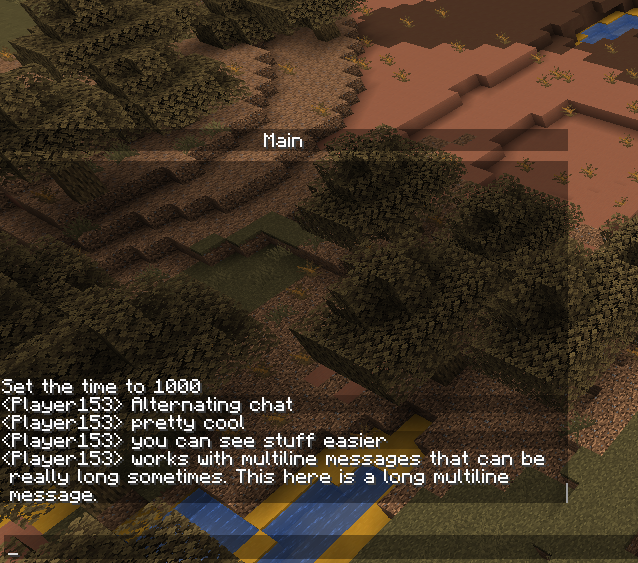 Main
Set the time to 1000
<Player153> Alternating chat
<Player153> pretty cool
<Player153> you can see stuff easier
<Player153> works with multiline messages that can be
really long sometimes. This here is a long multiline
message.
_